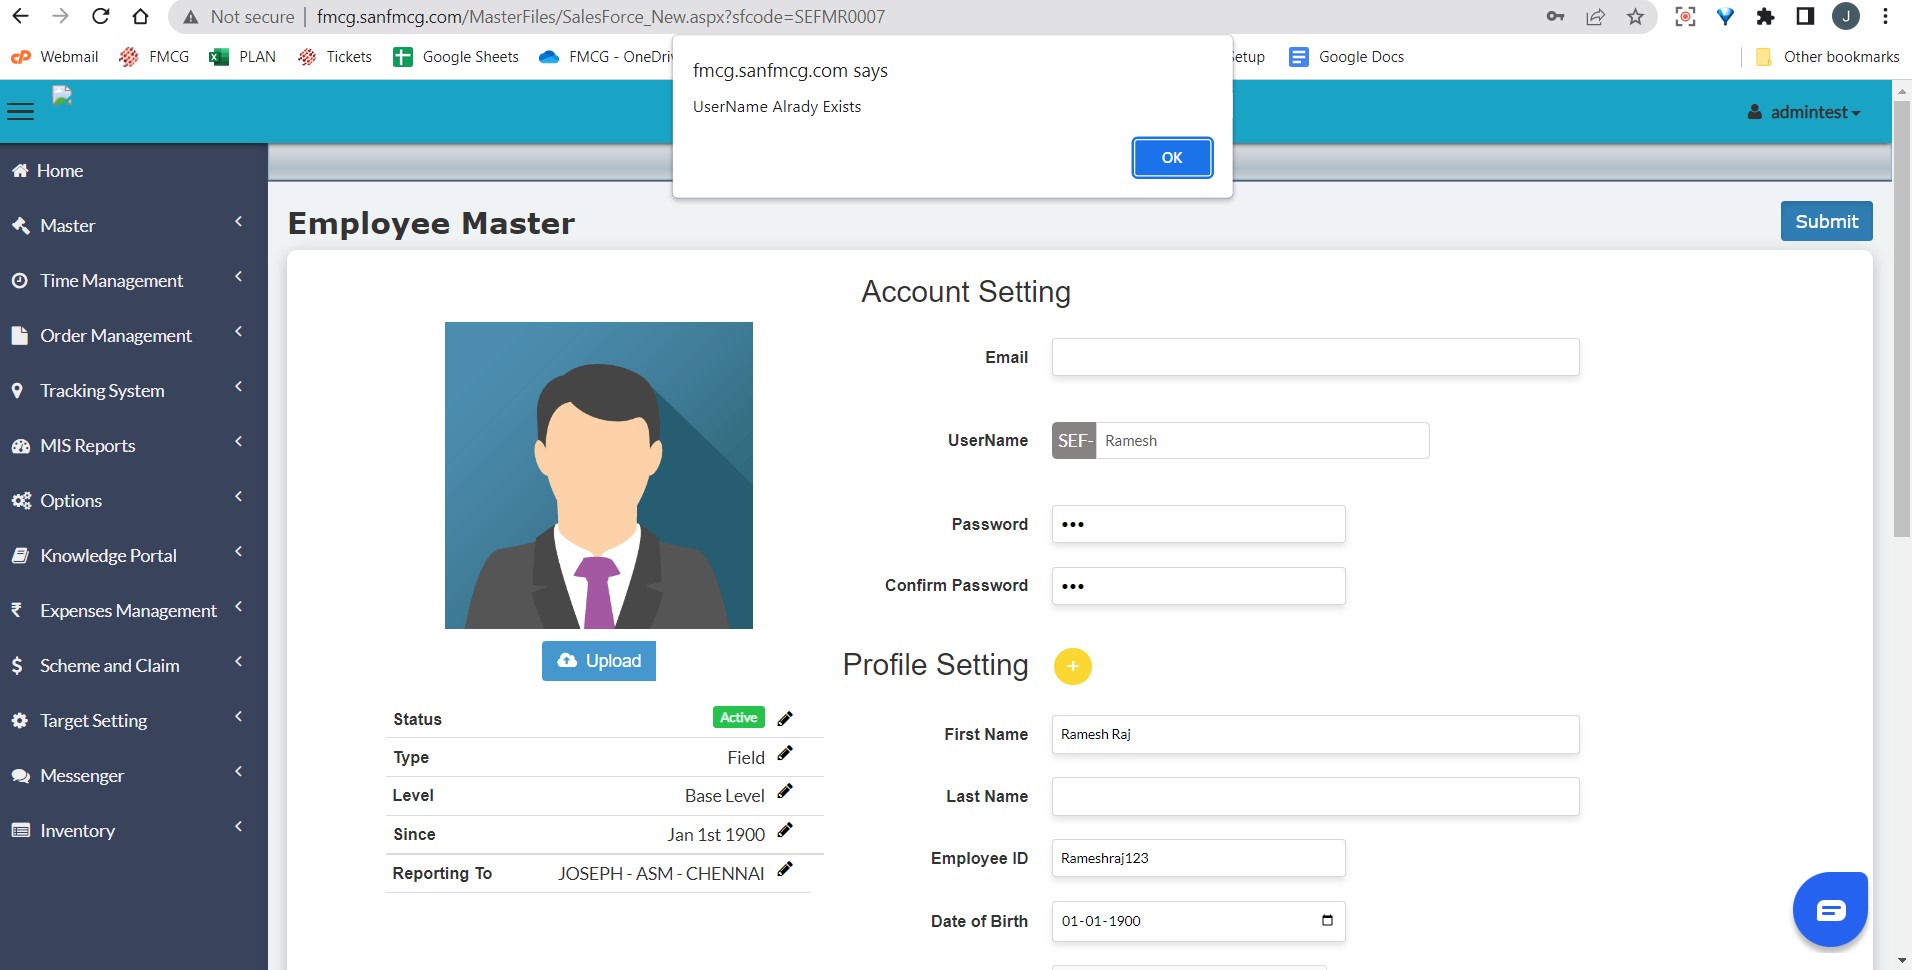 Not secure | fmcg.sanfmcg.com/MasterFiles/SalesForce_New.aspx?sfcode=SEFMR0007
J
Webmail FMCG PLAN Tickets Google Sheets FMCG - OneDriv etup Google Docs Other bookmarks
fmcg.sanfmcg.com says
UserName Alrady Exists
OK
admintest
Home
Master
Time Management
Order Management
Tracking System
MIS Reports
Options
Knowledge Portal
Expenses Management
Scheme and Claim
Target Setting
Messenger
Inventory
Employee Master
Submit
Account Setting
Email
UserName SEF- Ramesh
Password •••
Confirm Password •••
Upload
Status Active
Type Field
Level Base Level
Since Jan 1st 1900
Reporting To JOSEPH - ASM - CHENNAI
Profile Setting +
First Name Ramesh Raj
Last Name
Employee ID Rameshraj123
Date of Birth 01-01-1900